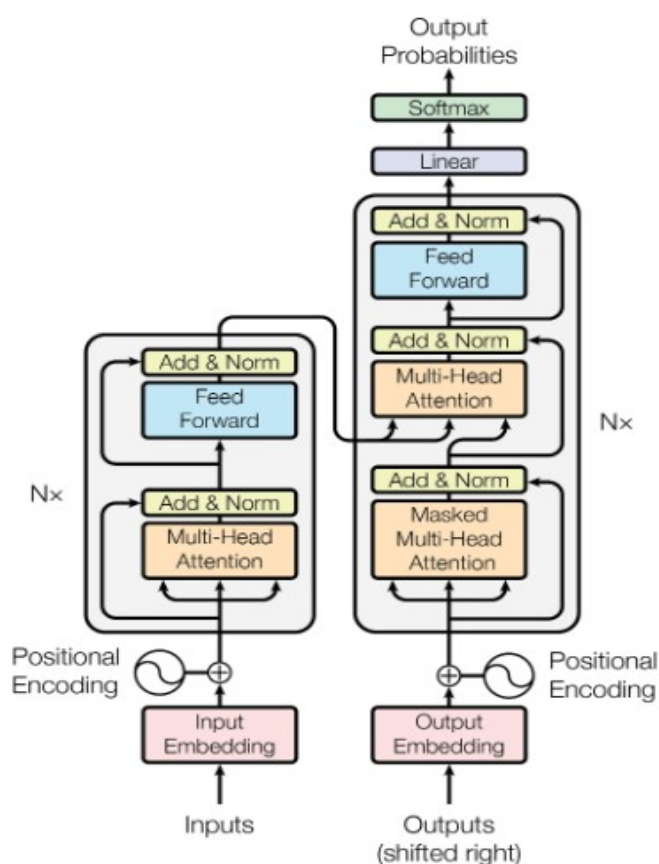 Output
Probabilities
Softmax
Linear
Add & Norm
Feed
Forward
Add & Norm
Multi-Head
Attention
Add & Norm
Masked
Multi-Head
Attention
Nx
Add & Norm
Feed
Forward
Add & Norm
Multi-Head
Attention
Nx
Positional
Encoding
Positional
Encoding
Input
Embedding
Output
Embedding
Inputs
Outputs
(shifted right)